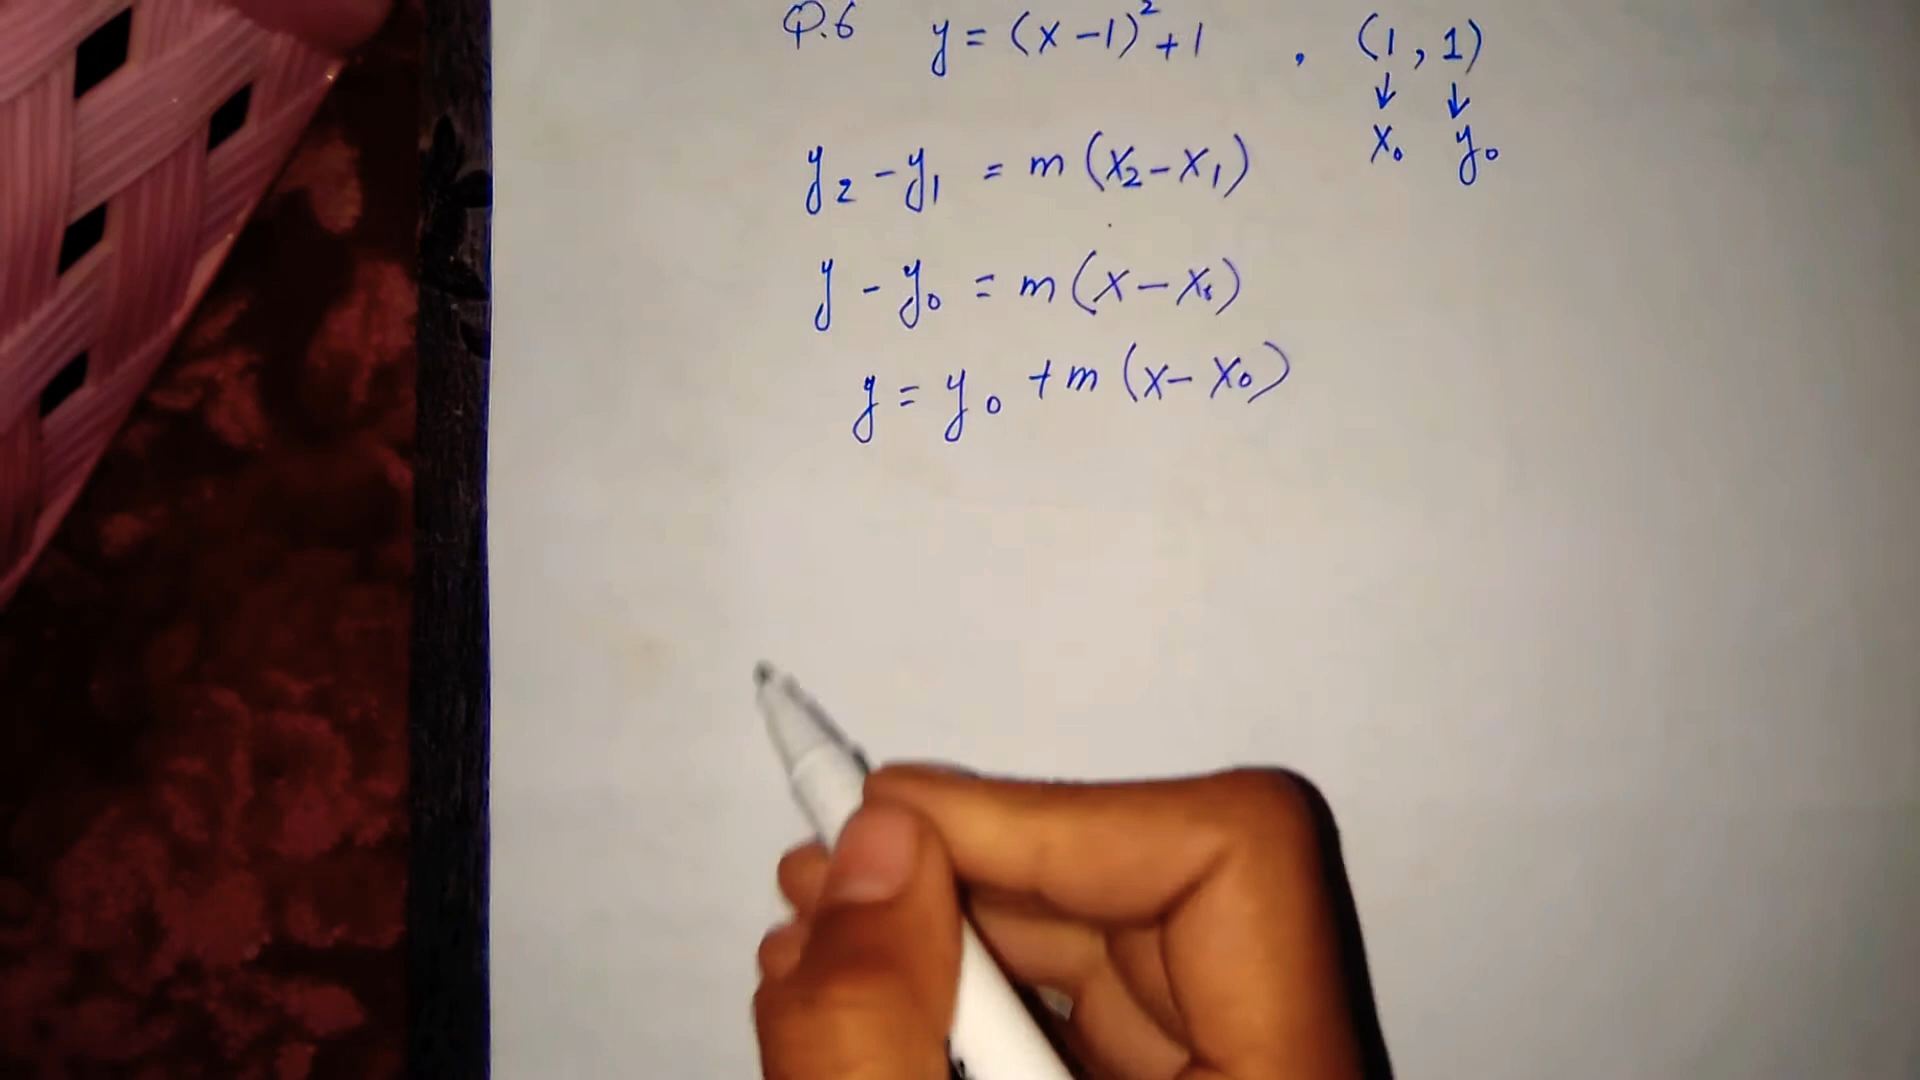 Q.6 y = (x-1)² + 1 , (1, 1)
↓ ↓
x₀ y₀
y₂ - y₁ = m (x₂ - x₁)
y - y₀ = m (x - x₀)
y = y₀ + m (x - x₀)